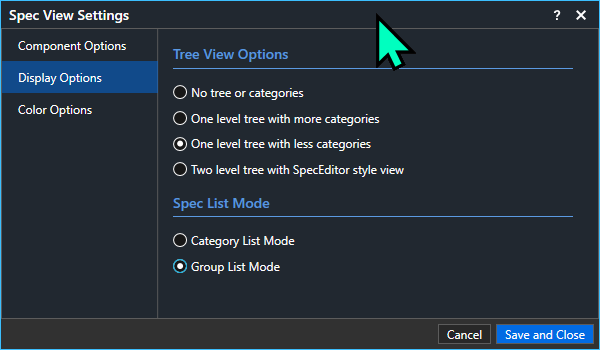 Spec View Settings
?
Component Options
Display Options
Color Options
Tree View Options
No tree or categories
One level tree with more categories
One level tree with less categories
Two level tree with SpecEditor style view
Spec List Mode
Category List Mode
Group List Mode
Cancel
Save and Close